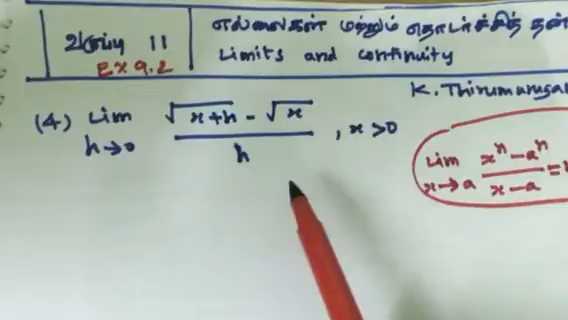 வகுப்பு 11
Ex 9.2
எல்லைகள் மற்றும் தொடர்ச்சித்
Limits and continuity
K. Thirumurugan
(4) lim h→0 (√(x+h) - √x)/h , x>0
lim x→a (xⁿ-aⁿ)/(x-a) =